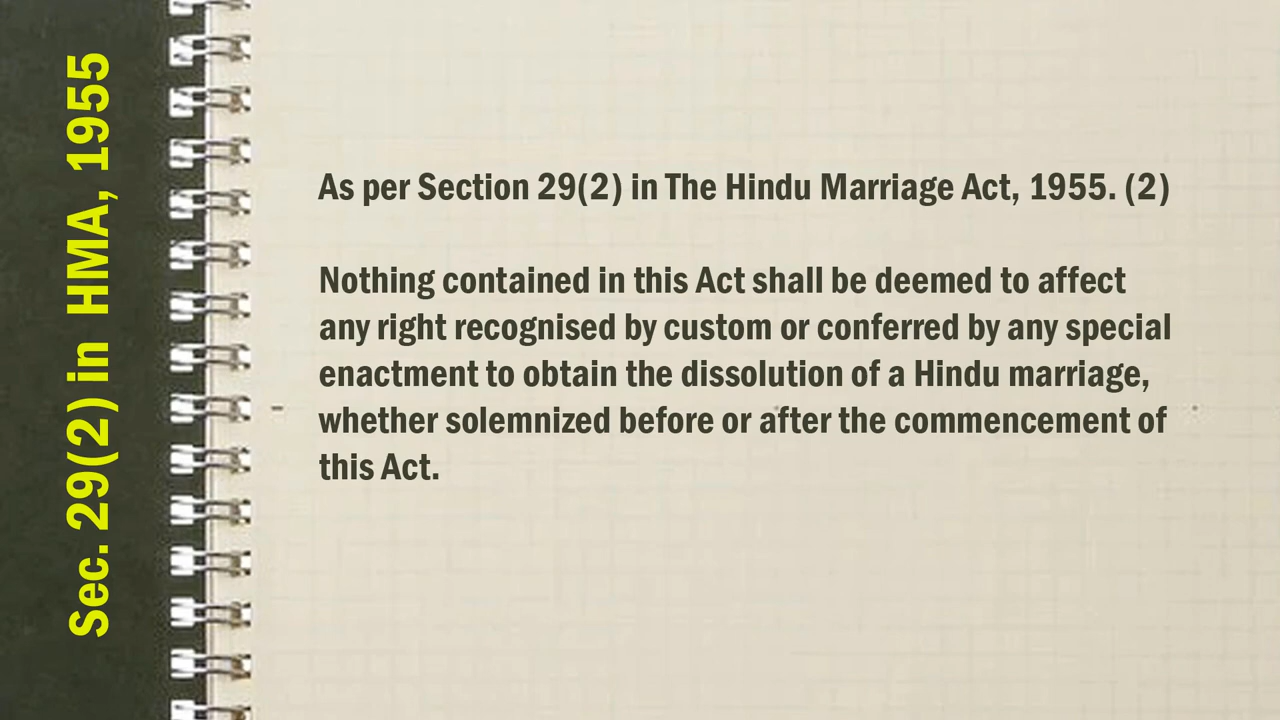 Sec. 29(2) in HMA, 1955
As per Section 29(2) in The Hindu Marriage Act, 1955. (2)
Nothing contained in this Act shall be deemed to affect
any right recognised by custom or conferred by any special
enactment to obtain the dissolution of a Hindu marriage,
whether solemnized before or after the commencement of
this Act.